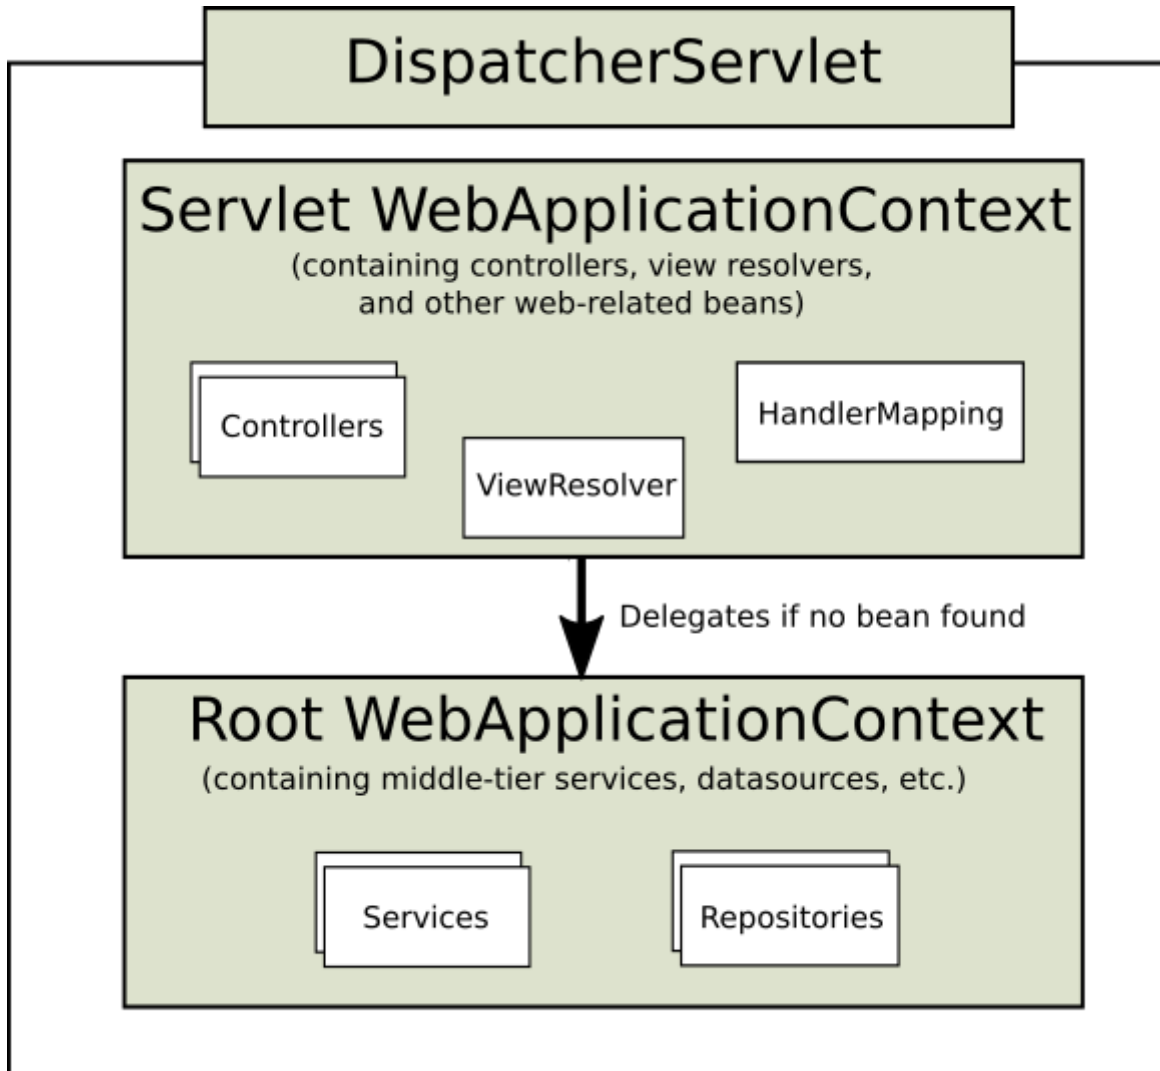 DispatcherServlet
Servlet WebApplicationContext
(containing controllers, view resolvers,
and other web-related beans)
Controllers
HandlerMapping
ViewResolver
Delegates if no bean found
Root WebApplicationContext
(containing middle-tier services, datasources, etc.)
Services
Repositories